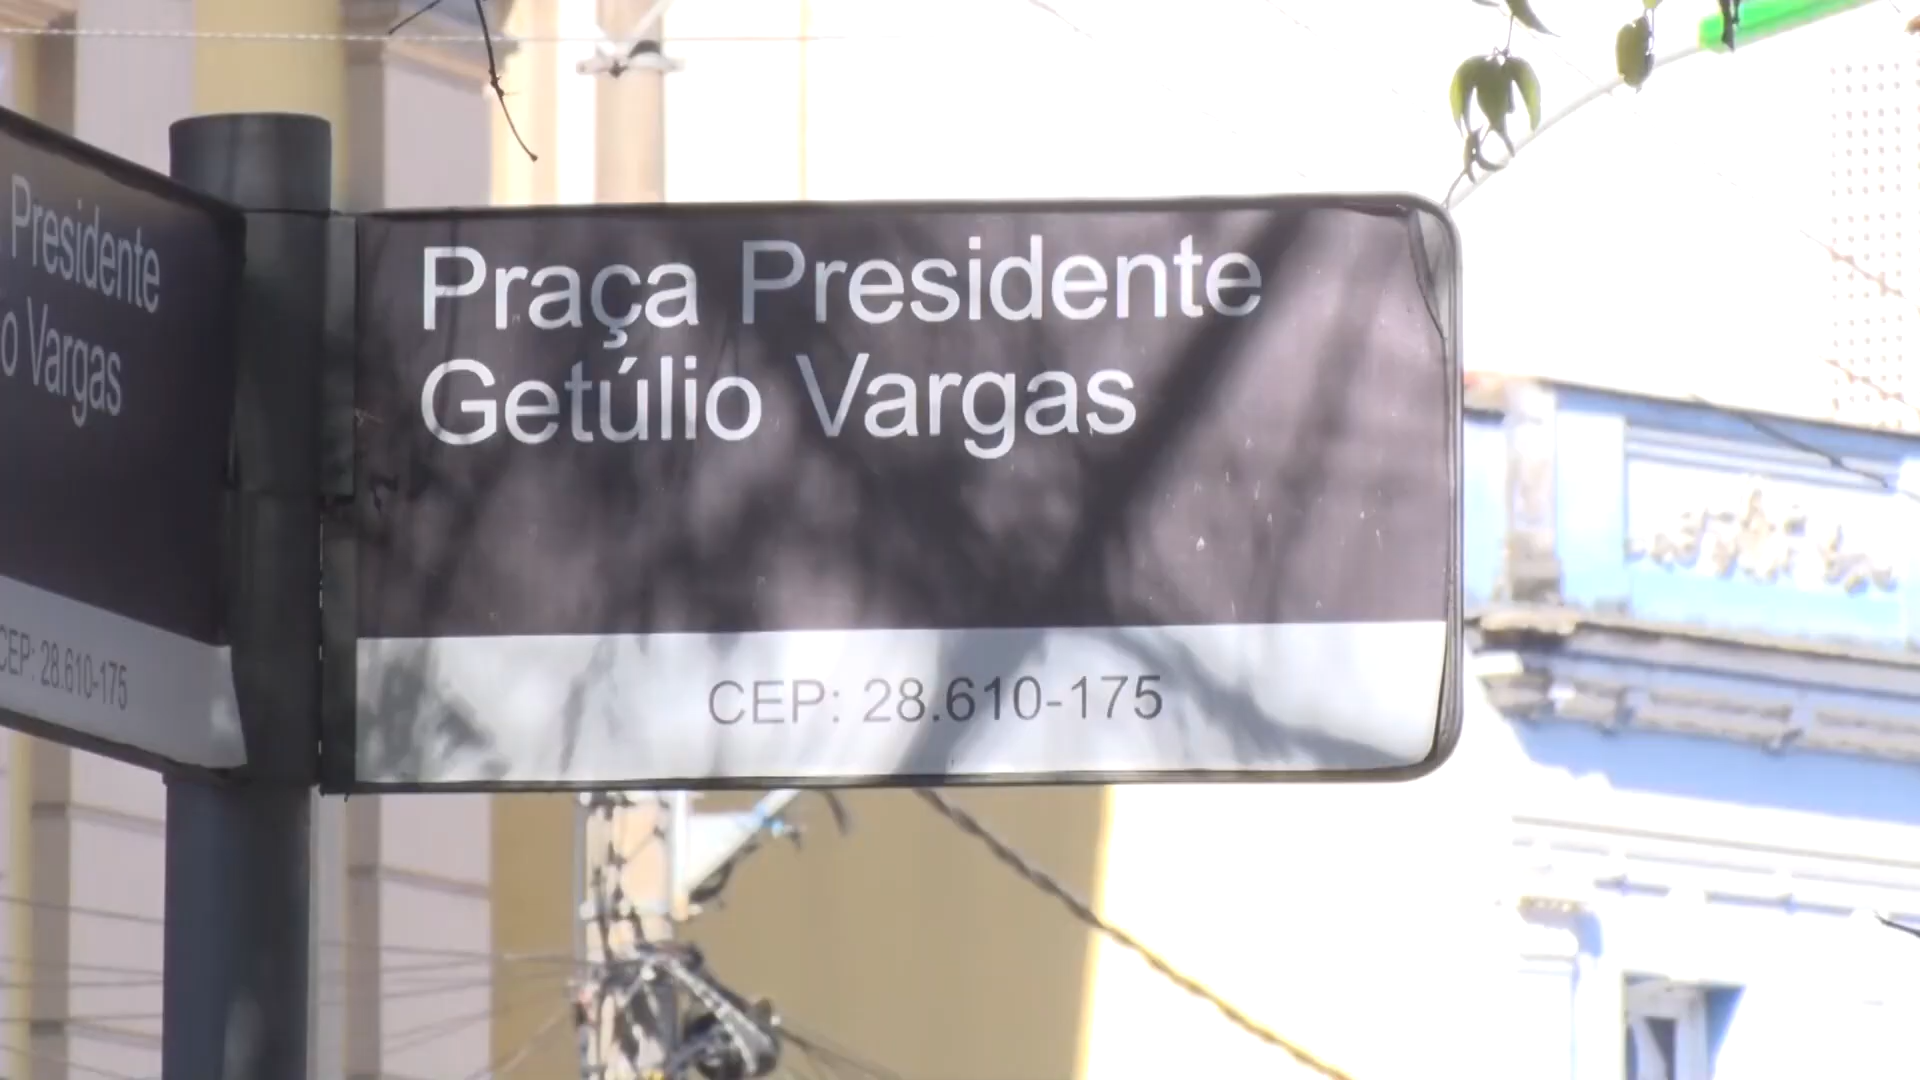 Presidente
o Vargas
CEP: 28.610-175
Praça Presidente
Getúlio Vargas
CEP: 28.610-175